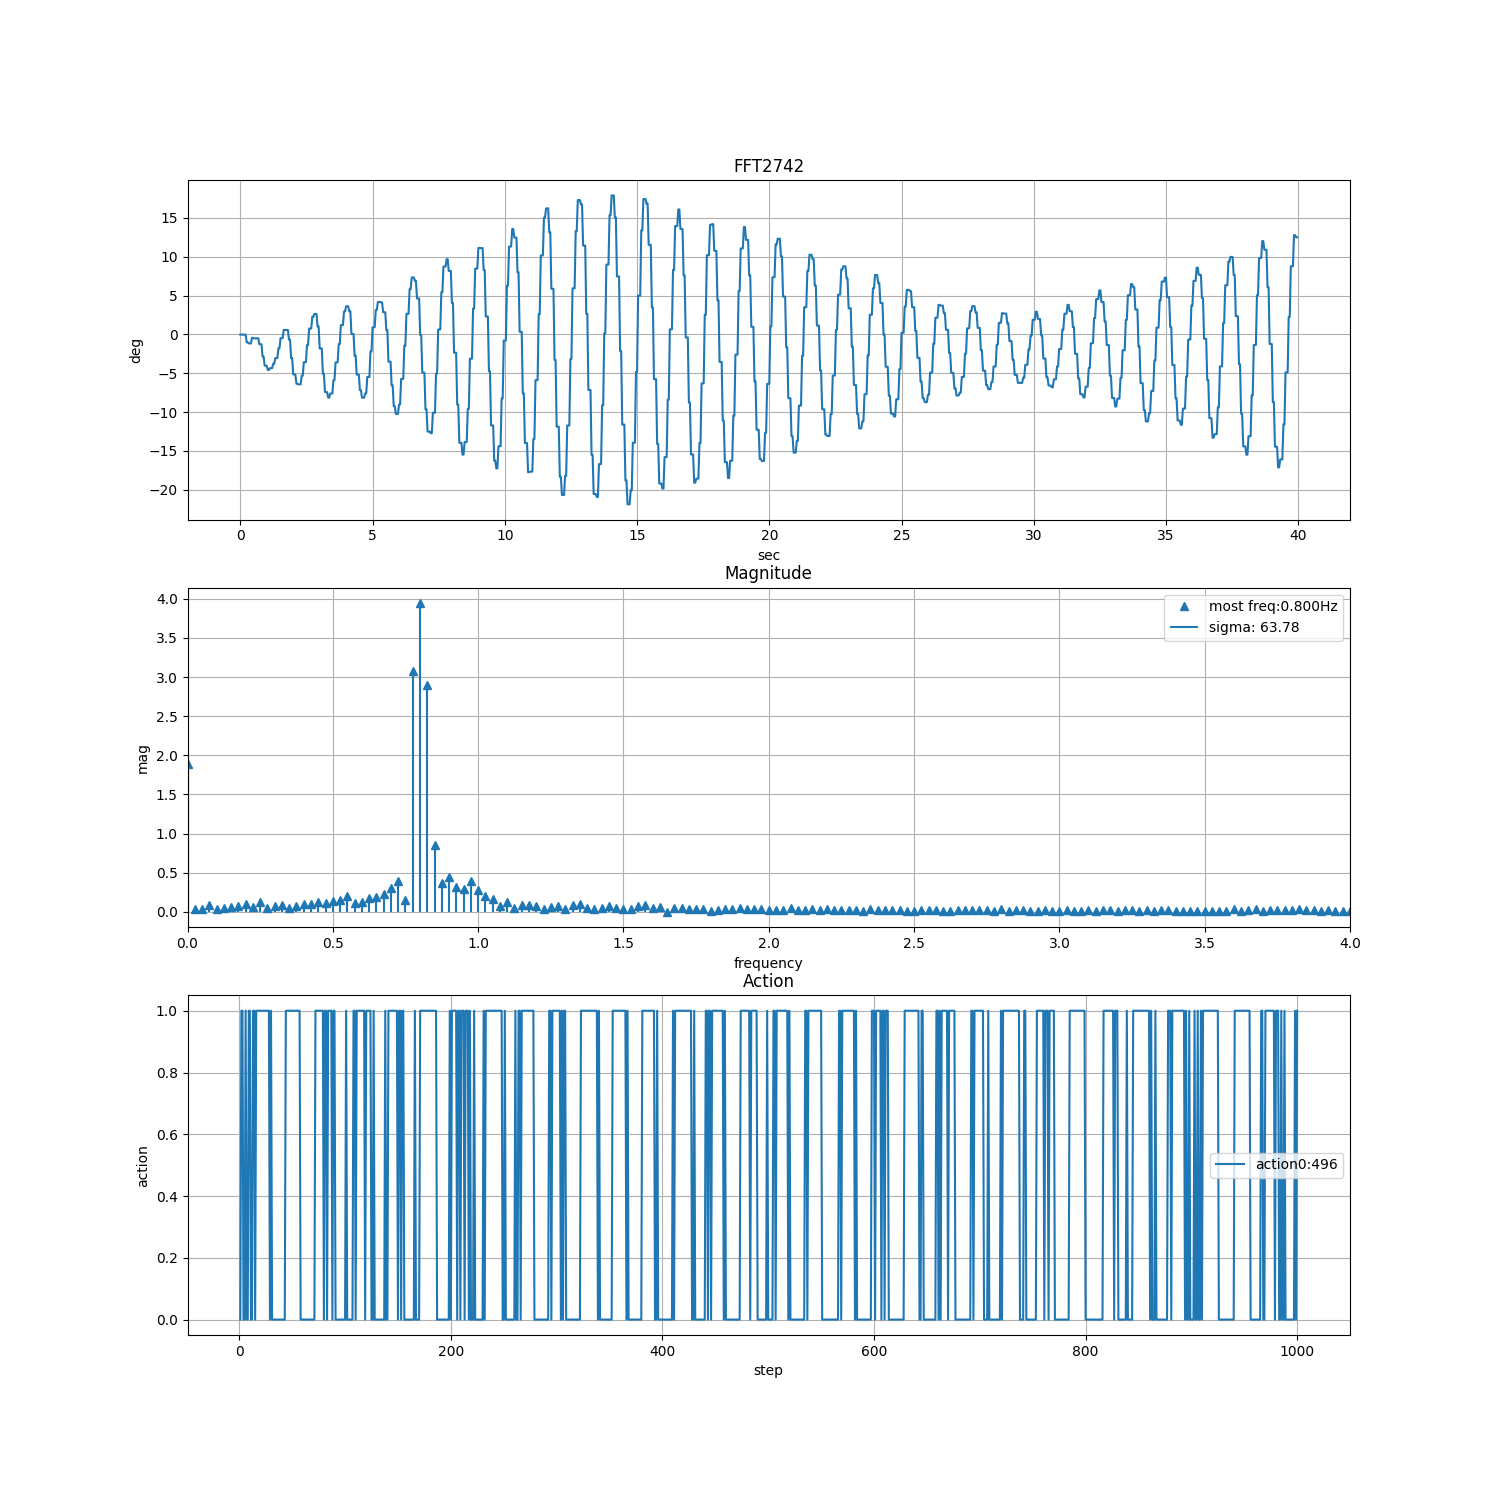 FFT2742
15
10
5
0
−5
−10
−15
−20
deg
0 5 10 15 20 25 30 35 40
sec
Magnitude
4.0
3.5
3.0
2.5
2.0
1.5
1.0
0.5
0.0
mag
most freq:0.800Hz
sigma: 63.78
0.0 0.5 1.0 1.5 2.0 2.5 3.0 3.5 4.0
frequency
Action
1.0
0.8
0.6
0.4
0.2
0.0
action
action0:496
0 200 400 600 800 1000
step